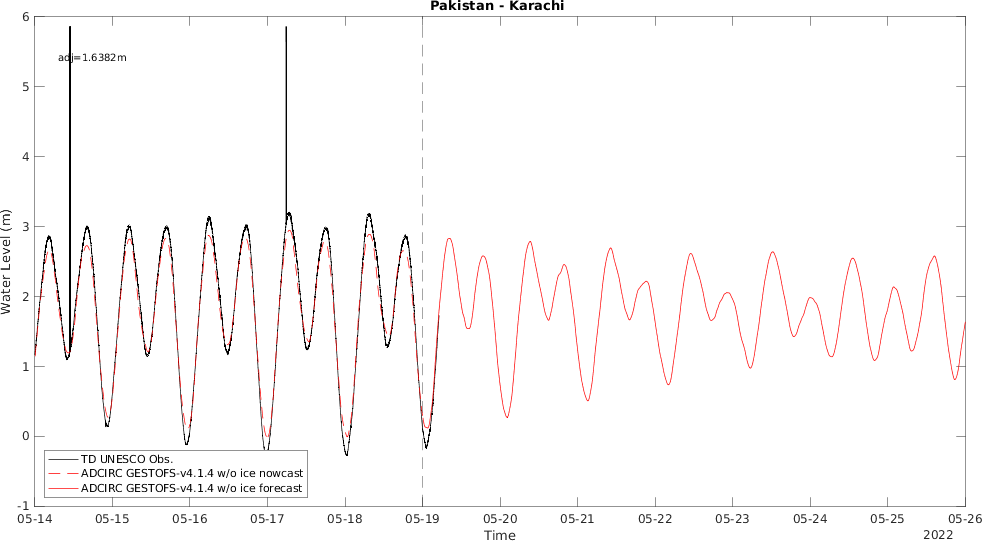 Pakistan - Karachi
6
adj=1.6382m
5
4
3
2
1
0
-1
Water Level (m)
TD UNESCO Obs.
ADCIRC GESTOFS-v4.1.4 w/o ice nowcast
ADCIRC GESTOFS-v4.1.4 w/o ice forecast
05-14 05-15 05-16 05-17 05-18 05-19 05-20 05-21 05-22 05-23 05-24 05-25 05-26
Time
2022